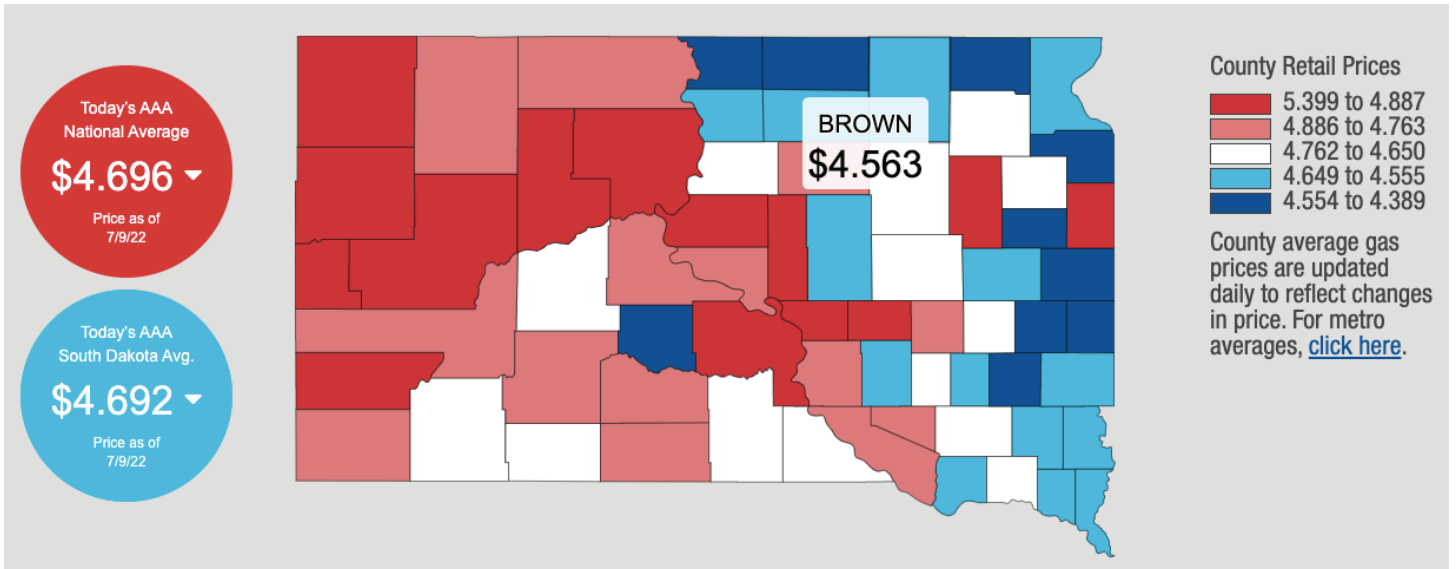 Today's AAA
National Average
$4.696
Price as of
7/9/22
Today's AAA
South Dakota Avg.
$4.692
Price as of
7/9/22
BROWN
$4.563
County Retail Prices
5.399 to 4.887
4.886 to 4.763
4.762 to 4.650
4.649 to 4.555
4.554 to 4.389
County average gas
prices are updated
daily to reflect changes
in price. For metro
averages, click here.